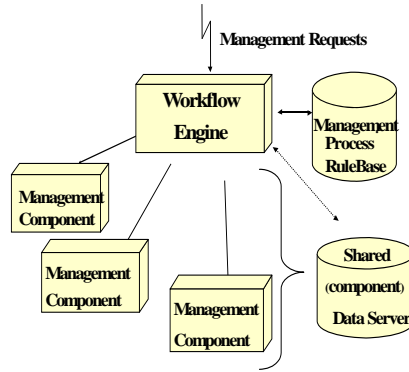 Management Requests
Workflow
Engine
Management
Process
RuleBase
Management
Component
Management
Component
Management
Component
Shared
(component)
Data Server